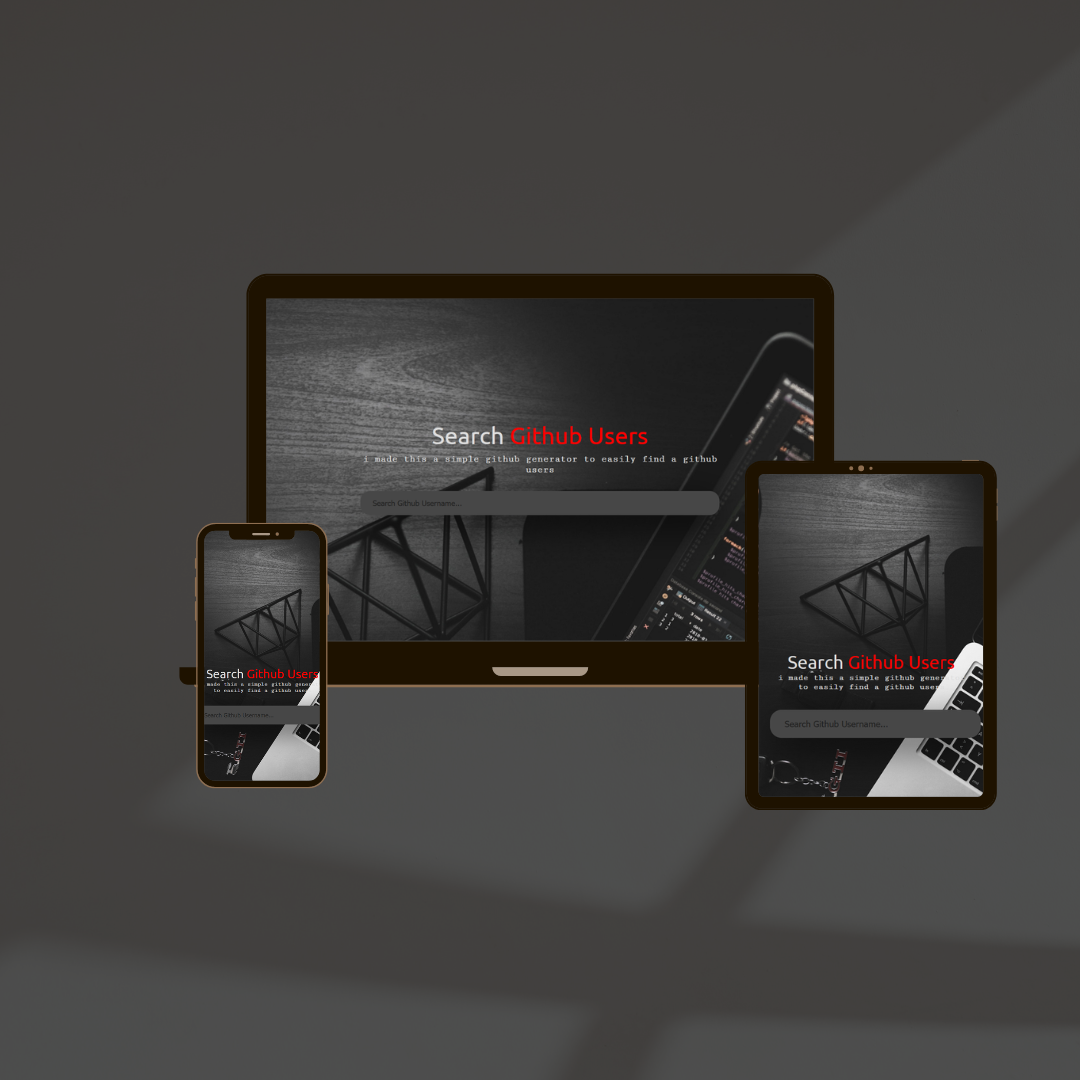 Search Github Users
i made this a simple github generator to easily find a github
users
Search Github Username...
Search Github Users
made this a simple github gener
to easily find a github user
Search Github Username...
Search Github Users
i made this a simple github gener
to easily find a github user
Search Github Username...